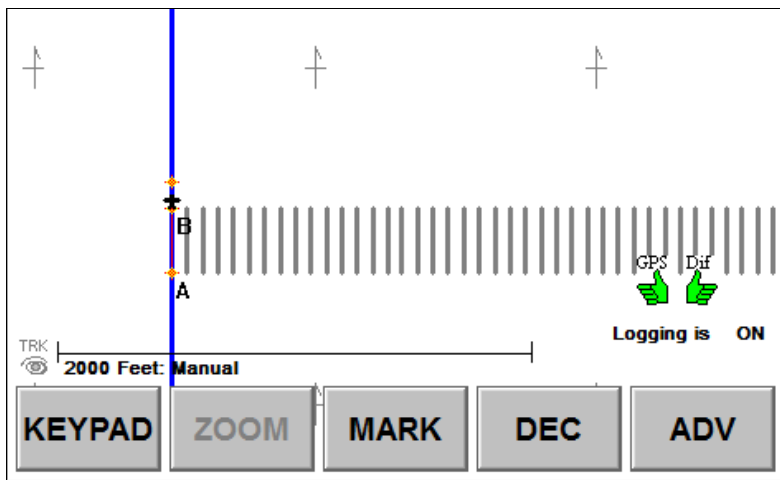 B
GPS Dif
A
Logging is ON
TRK
2000 Feet: Manual
KEYPAD ZOOM MARK DEC ADV